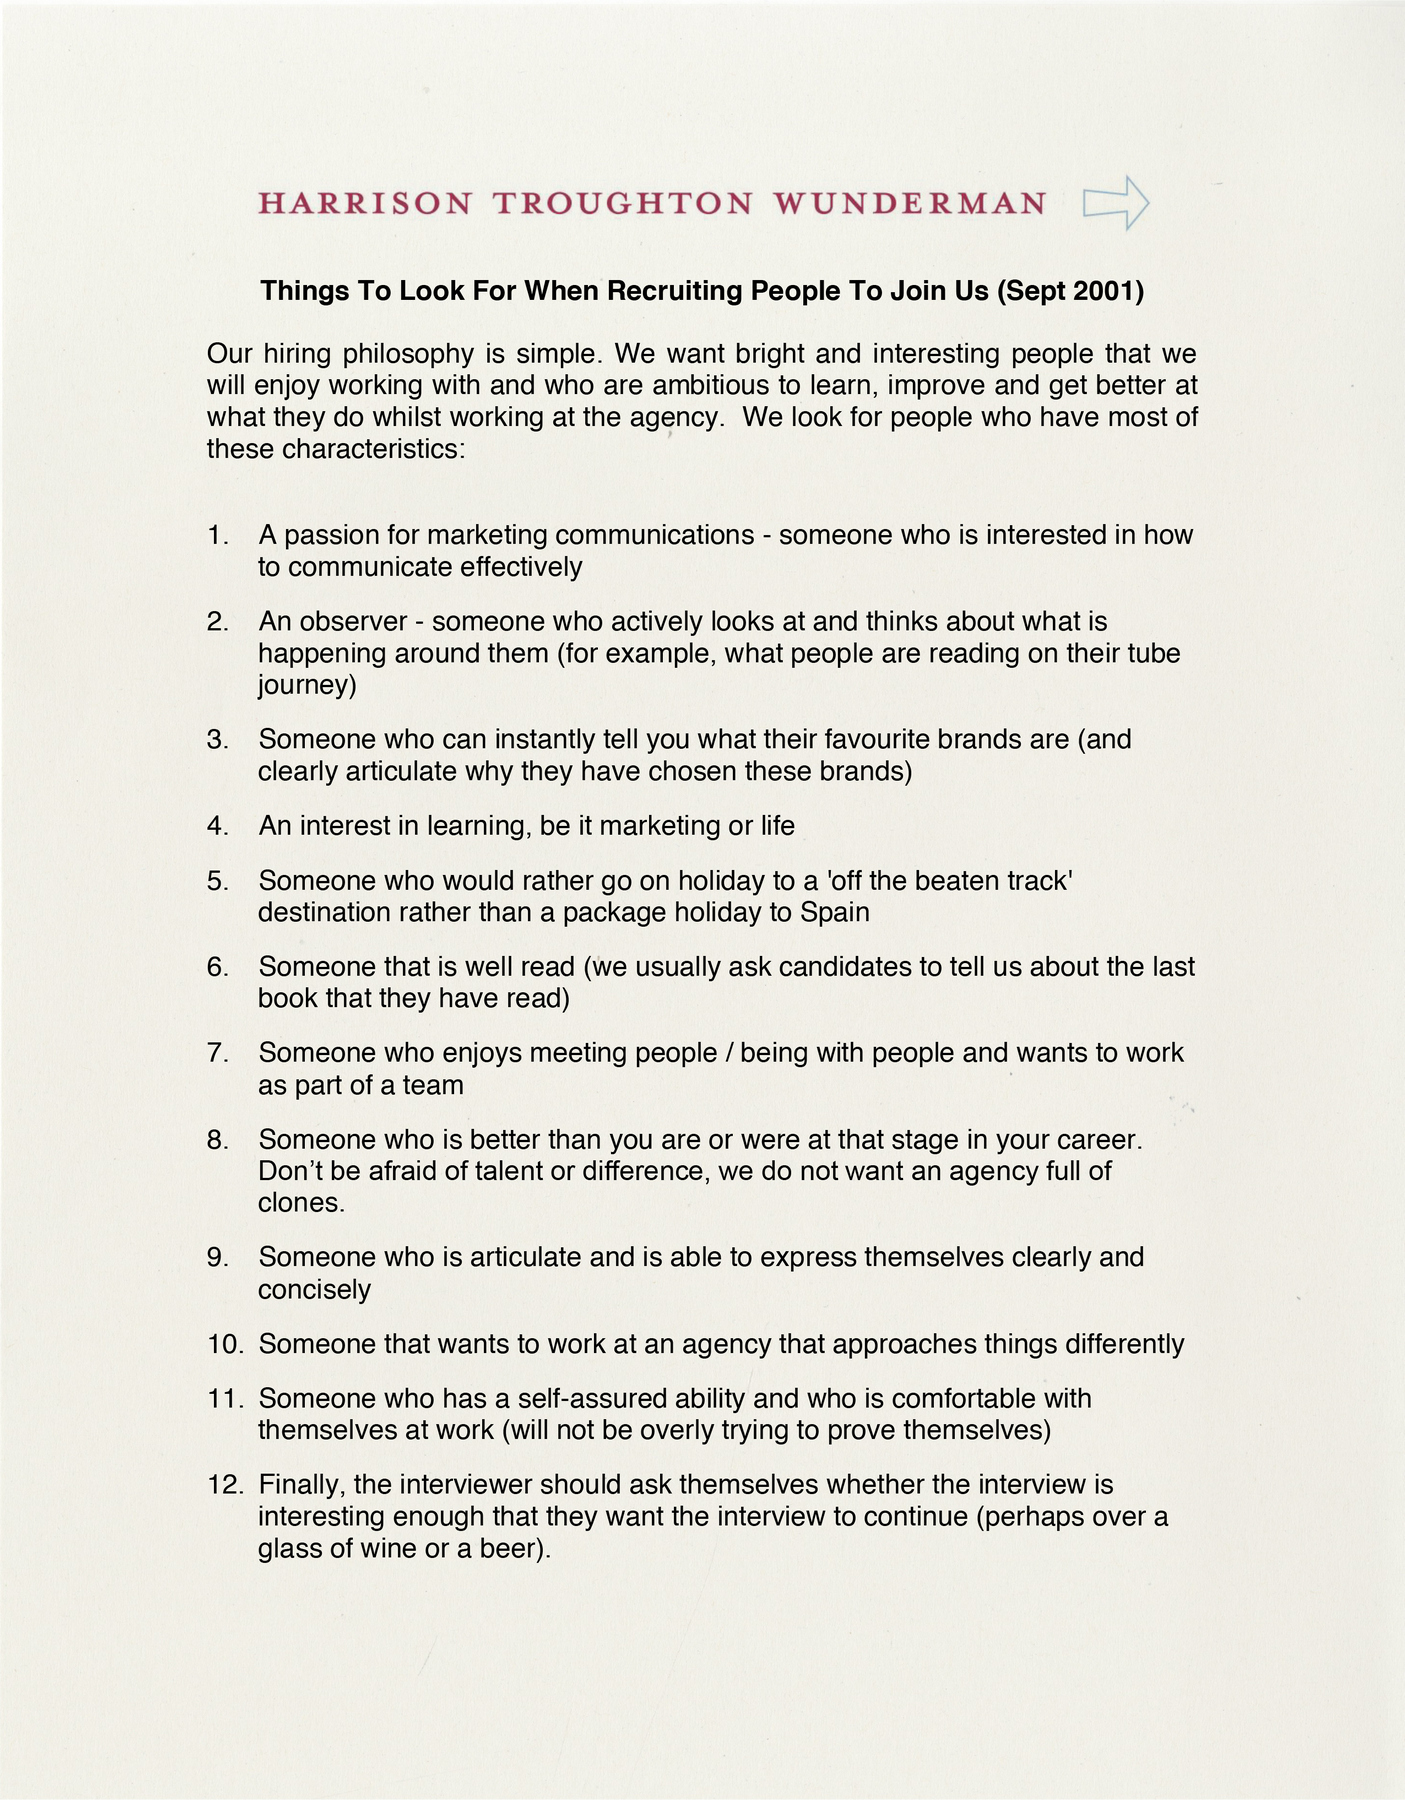 HARRISON TROUGHTON WUNDERMAN
Things To Look For When Recruiting People To Join Us (Sept 2001)
Our hiring philosophy is simple. We want bright and interesting people that we
will enjoy working with and who are ambitious to learn, improve and get better at
what they do whilst working at the agency.  We look for people who have most of
these characteristics:
1. A passion for marketing communications - someone who is interested in how
to communicate effectively
2. An observer - someone who actively looks at and thinks about what is
happening around them (for example, what people are reading on their tube
journey)
3. Someone who can instantly tell you what their favourite brands are (and
clearly articulate why they have chosen these brands)
4. An interest in learning, be it marketing or life
5. Someone who would rather go on holiday to a 'off the beaten track'
destination rather than a package holiday to Spain
6. Someone that is well read (we usually ask candidates to tell us about the last
book that they have read)
7. Someone who enjoys meeting people / being with people and wants to work
as part of a team
8. Someone who is better than you are or were at that stage in your career.
Don’t be afraid of talent or difference, we do not want an agency full of
clones.
9. Someone who is articulate and is able to express themselves clearly and
concisely
10. Someone that wants to work at an agency that approaches things differently
11. Someone who has a self-assured ability and who is comfortable with
themselves at work (will not be overly trying to prove themselves)
12. Finally, the interviewer should ask themselves whether the interview is
interesting enough that they want the interview to continue (perhaps over a
glass of wine or a beer).